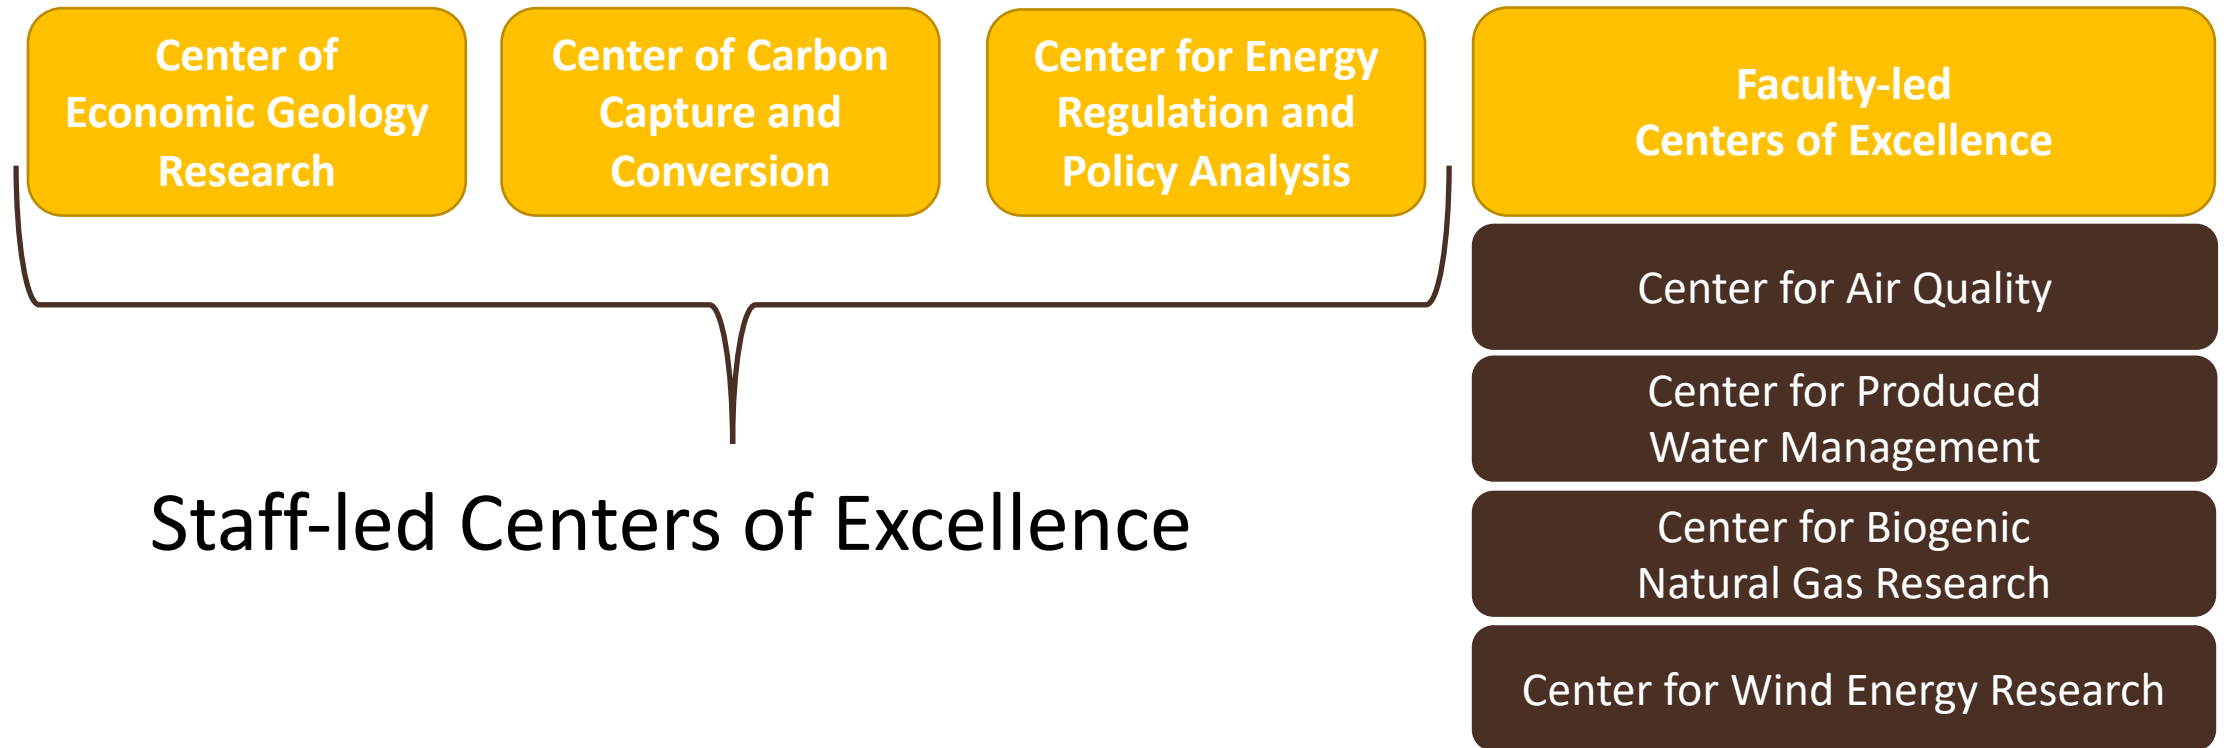 Center of
Economic Geology
Research
Center of Carbon
Capture and
Conversion
Center for Energy
Regulation and
Policy Analysis
Faculty-led
Centers of Excellence
Center for Air Quality
Center for Produced
Water Management
Center for Biogenic
Natural Gas Research
Center for Wind Energy Research
Staff-led Centers of Excellence